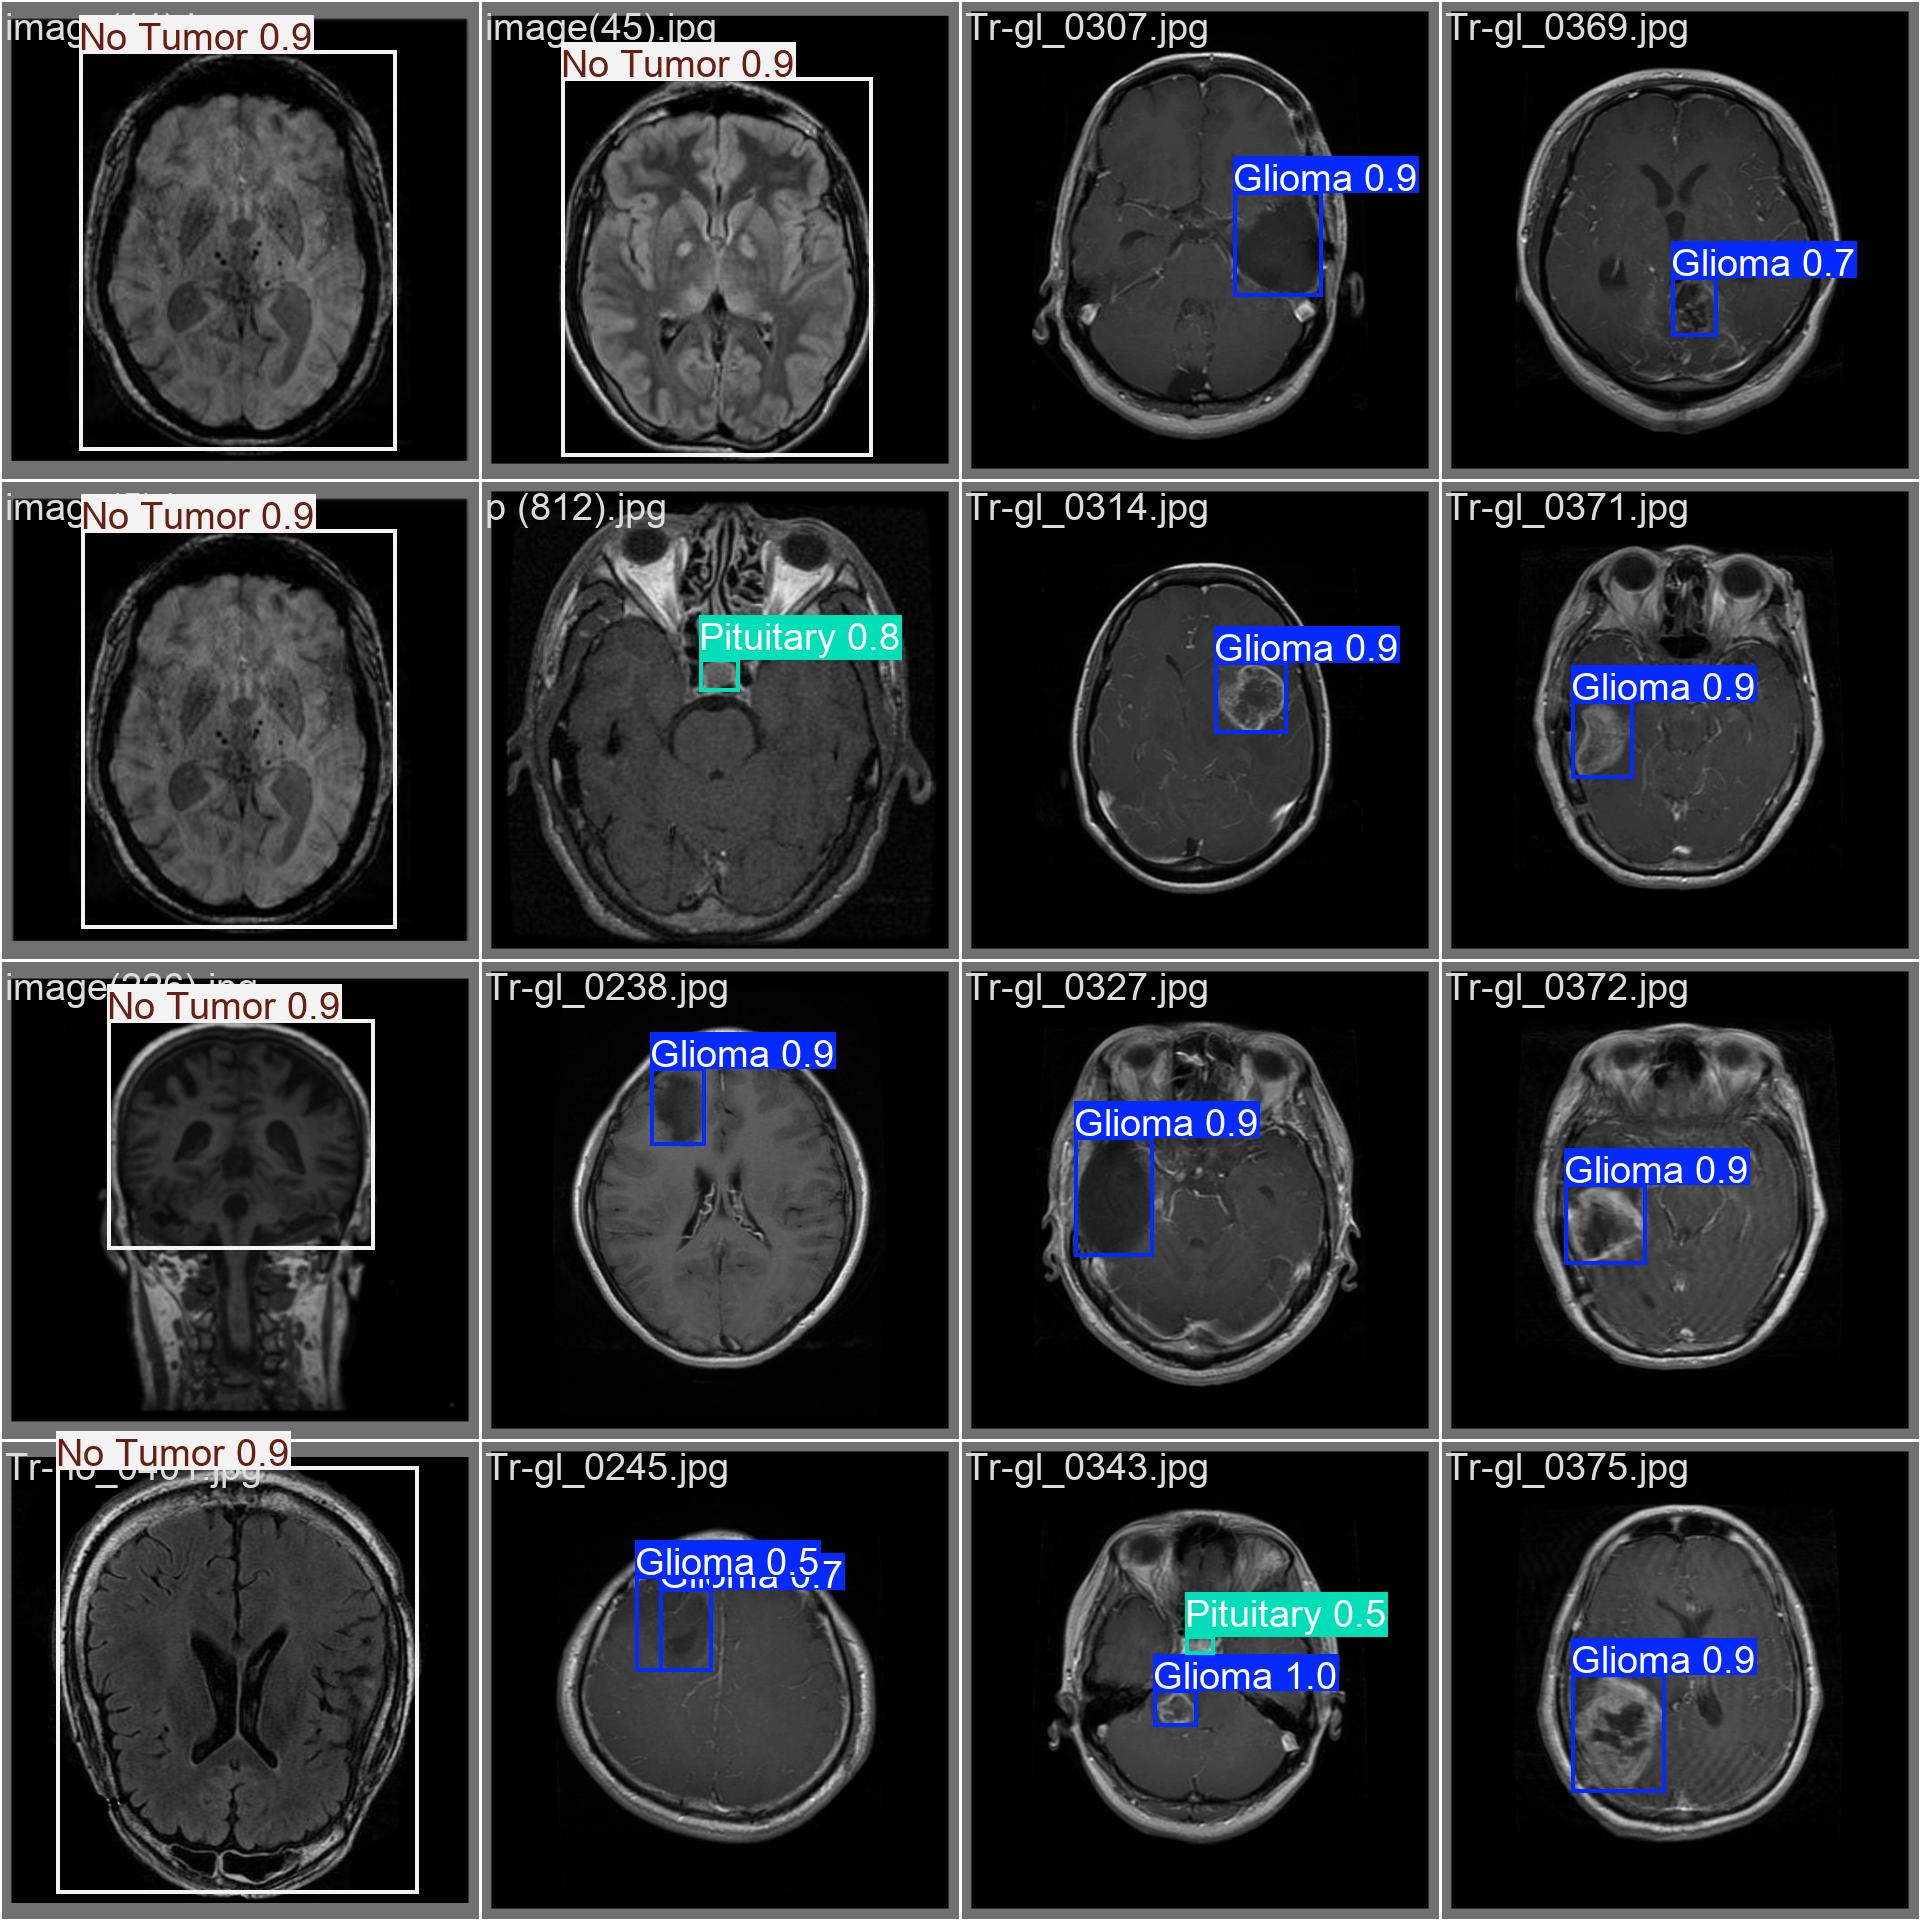 No Tumor 0.9
image(45).jpg
No Tumor 0.9
Tr-gl_0307.jpg
Glioma 0.9
Tr-gl_0369.jpg
Glioma 0.7
No Tumor 0.9
p (812).jpg
Pituitary 0.8
Tr-gl_0314.jpg
Glioma 0.9
Tr-gl_0371.jpg
Glioma 0.9
No Tumor 0.9
Tr-gl_0238.jpg
Glioma 0.9
Tr-gl_0327.jpg
Glioma 0.9
Tr-gl_0372.jpg
Glioma 0.9
No Tumor 0.9
Tr-gl_0245.jpg
Glioma 0.5
Glioma 0.7
Tr-gl_0343.jpg
Pituitary 0.5
Glioma 1.0
Tr-gl_0375.jpg
Glioma 0.9